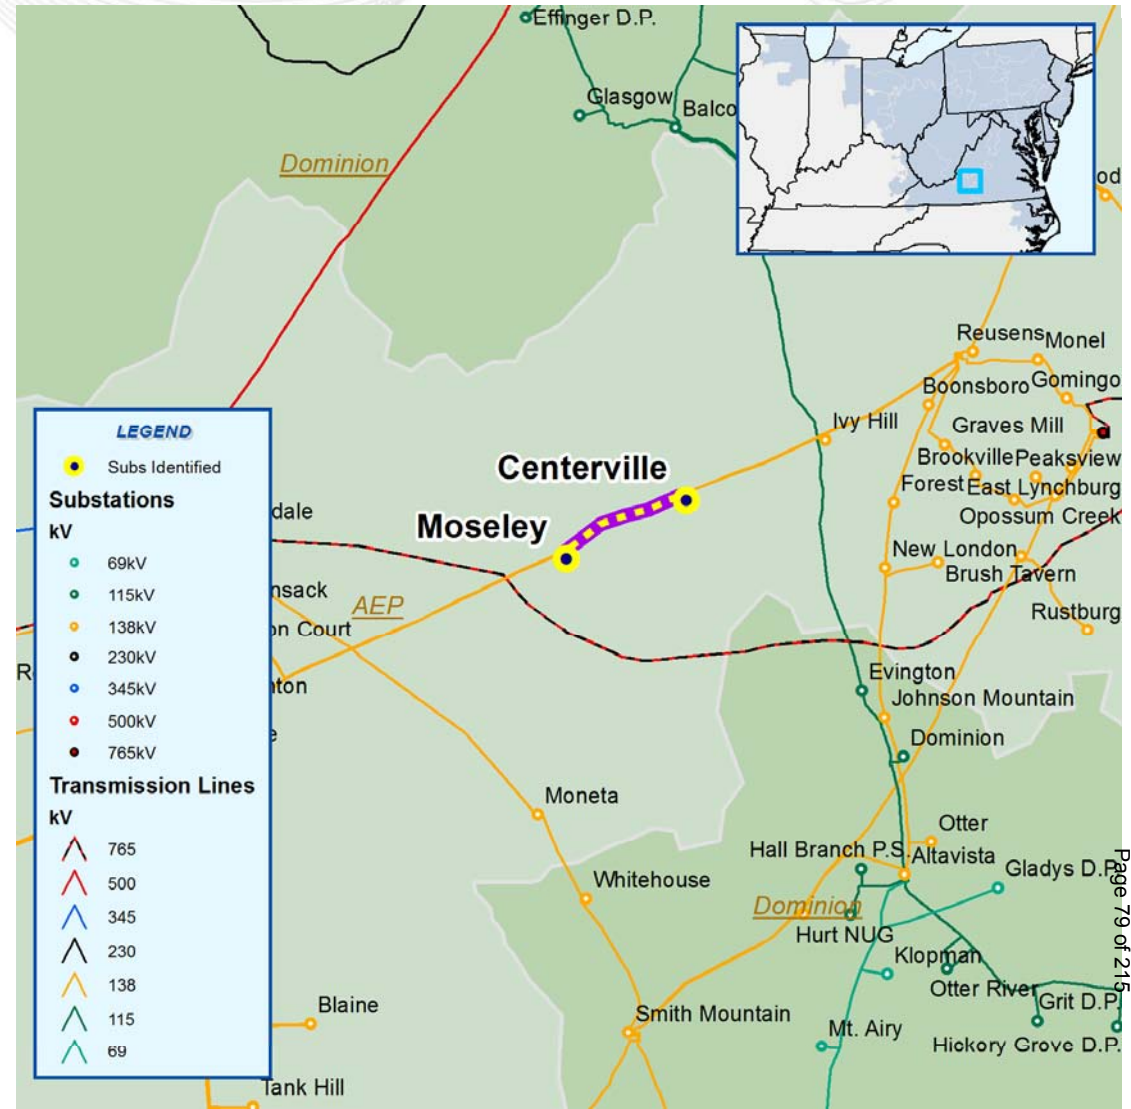 Effinger D.P.
Glasgow
Balco
Dominion
od
Reusens
Monel
Boonsboro
Gomingo
Ivy Hill
Graves Mill
Brookville
Peaksview
Centerville
Forest
East Lynchburg
Opossum Creek
Moseley
dale
New London
Brush Tavern
nsack
AEP
on Court
Rustburg
R
nton
Evington
Johnson Mountain
Dominion
e
Moneta
Otter
Hall Branch P.S.
Altavista
Gladys D.P.
Whitehouse
Dominion
Hurt NUG
Klopman
Otter River
Grit D.P.
Blaine
Smith Mountain
Mt. Airy
Hickory Grove D.P.
Tank Hill
LEGEND
Subs Identified
Substations
kV
69kV
115kV
138kV
230kV
345kV
500kV
765kV
Transmission Lines
kV
765
500
345
230
138
115
69
Page 79 of 215